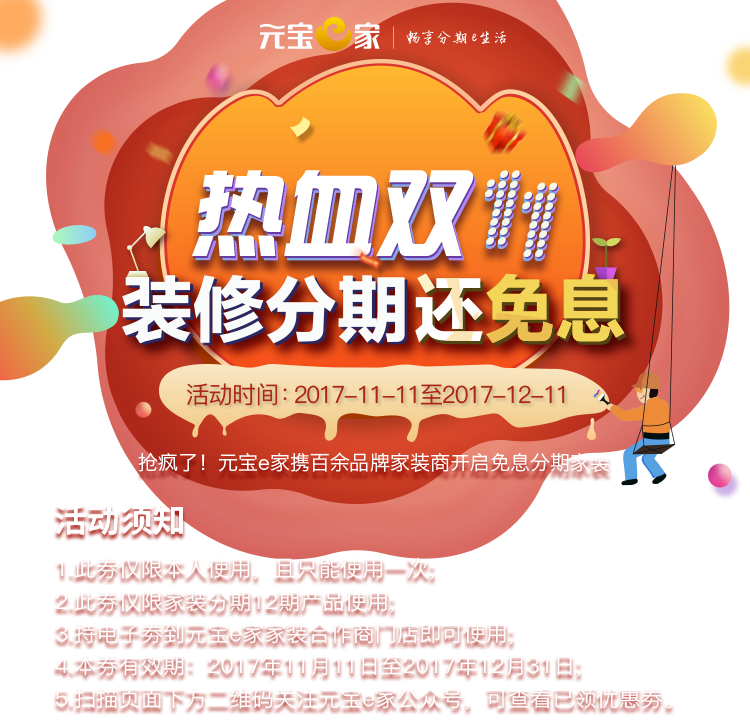 元宝e家 畅享分期e生活
热血双11
装修分期还免息
活动时间:2017-11-11至2017-12-11
抢疯了！元宝e家携百余品牌家装商开启免息分期家装
活动须知
1.此券仅限本人使用，且只能使用一次;
2.此券仅限家装分期12期产品使用;
3.持电子券到元宝e家家装合作商门店即可使用;
4.本券有效期：2017年11月11日至2017年12月31日;
5.扫描页面下方二维码关注元宝e家公众号，可查看已领优惠券。